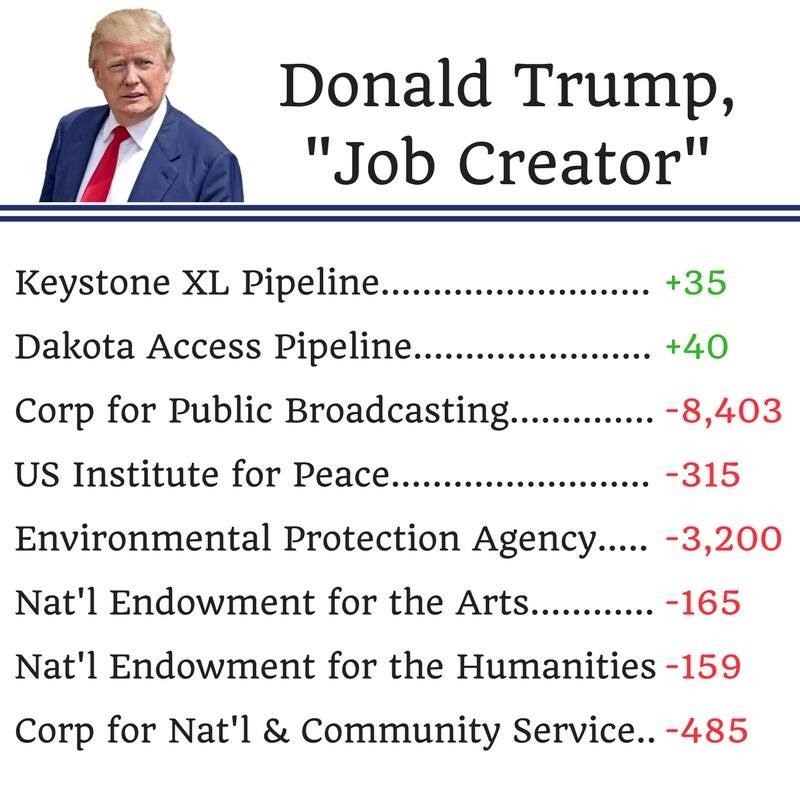 Donald Trump,
"Job Creator"
Keystone XL Pipeline.......................... +35
Dakota Access Pipeline....................... +40
Corp for Public Broadcasting.............. -8,403
US Institute for Peace......................... -315
Environmental Protection Agency..... -3,200
Nat'l Endowment for the Arts............ -165
Nat'l Endowment for the Humanities -159
Corp for Nat'l & Community Service.. -485